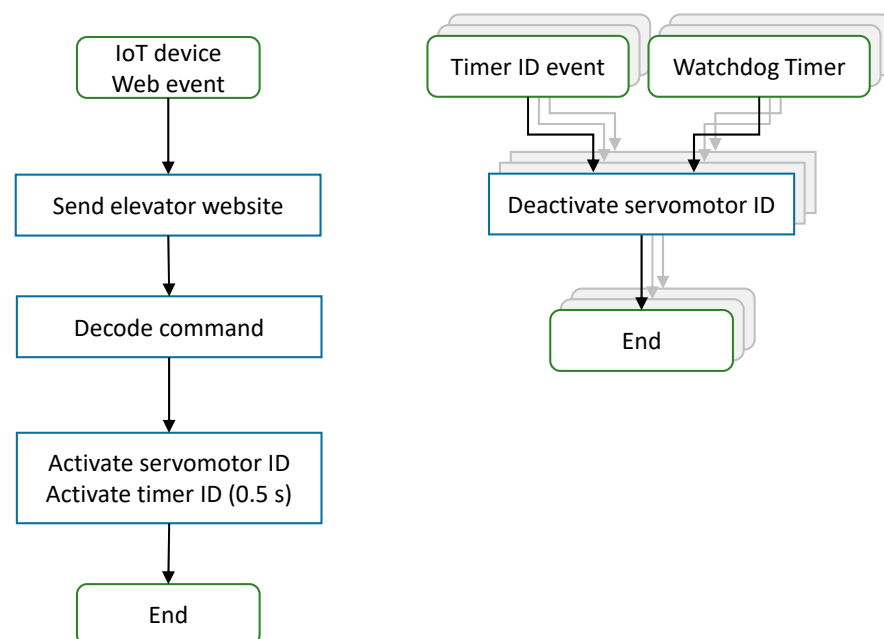 IoT device
Web event
Send elevator website
Decode command
Activate servomotor ID
Activate timer ID (0.5 s)
End
Timer ID event
Watchdog Timer
Deactivate servomotor ID
End